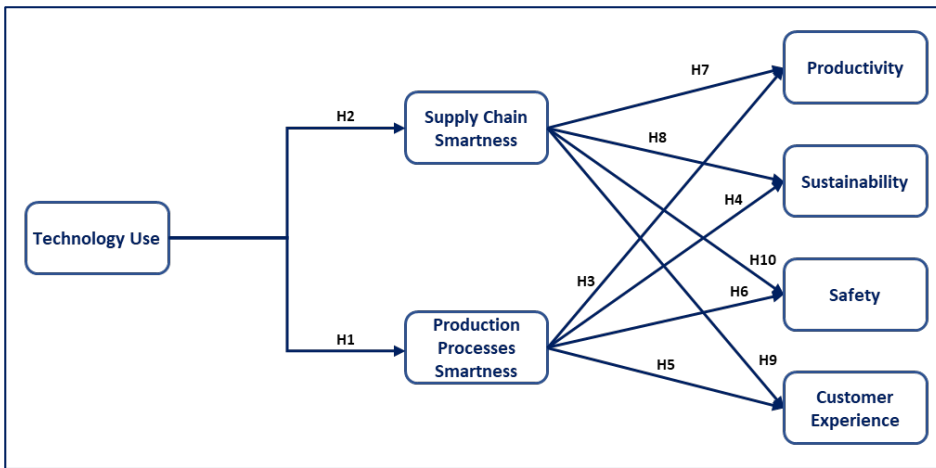 Technology Use
H2
H1
Supply Chain
Smartness
Production
Processes
Smartness
H7
H8
H4
H10
H3
H6
H9
H5
Productivity
Sustainability
Safety
Customer
Experience